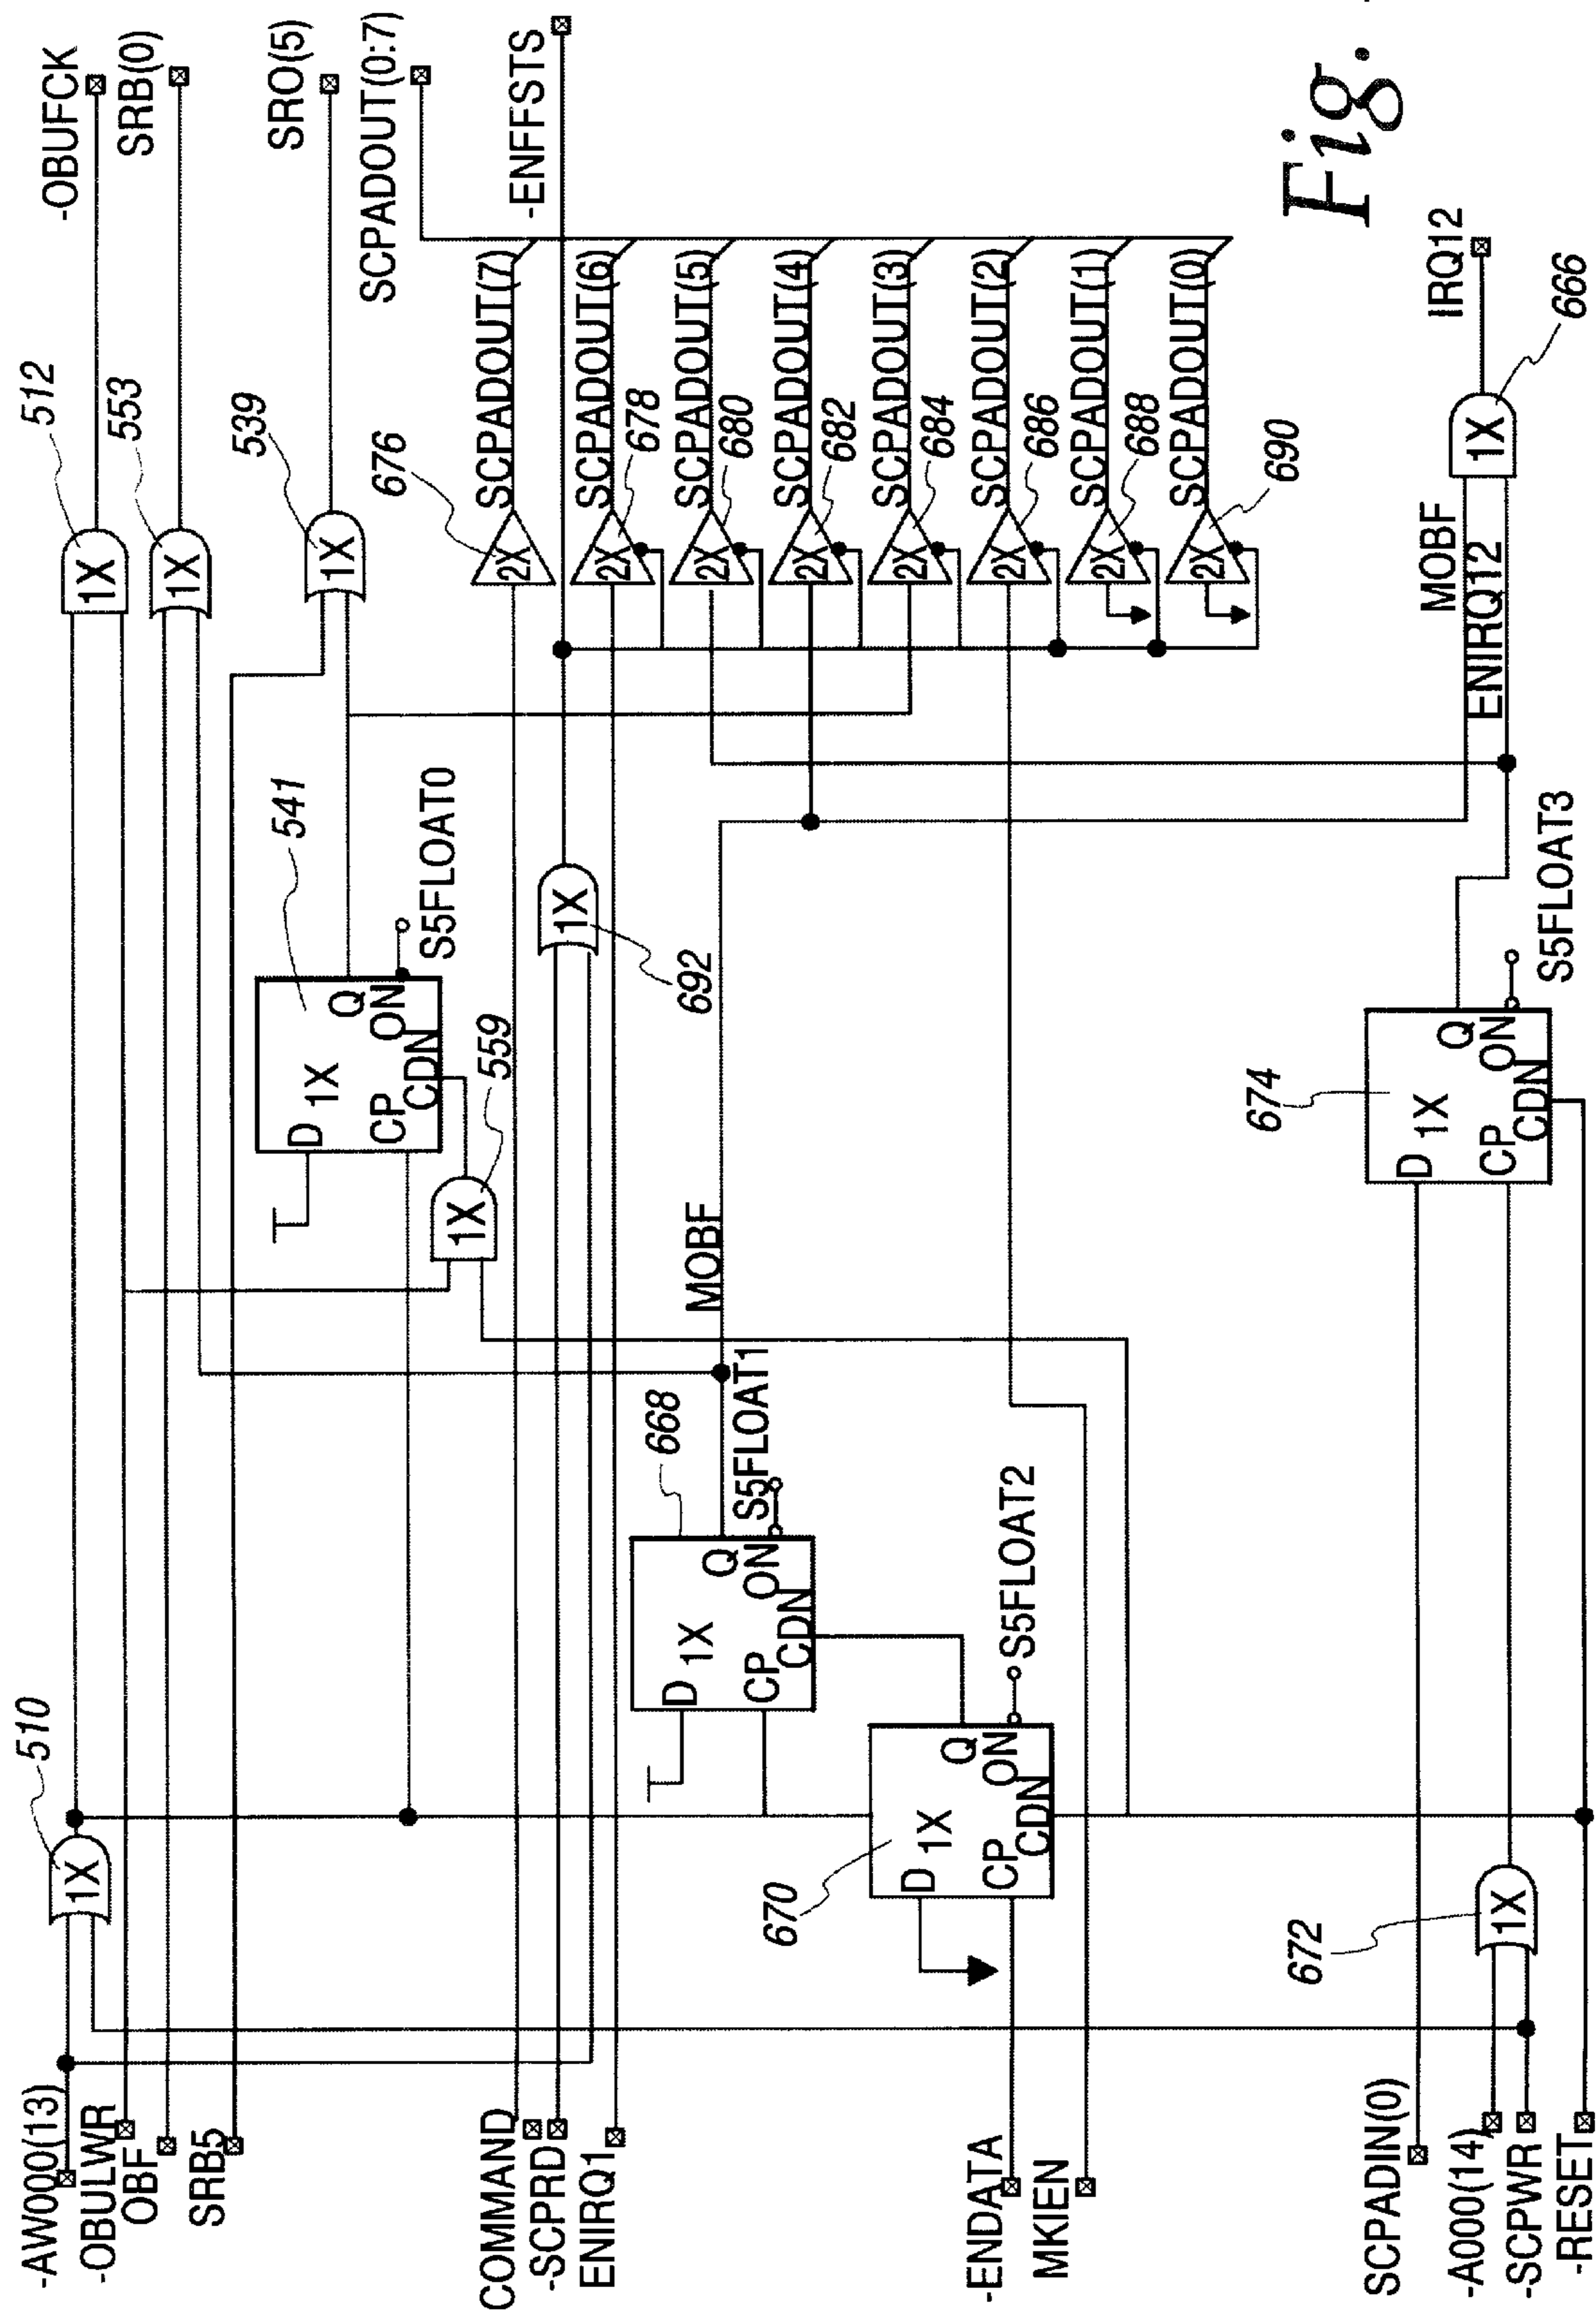 -AW000(13)
-OBULWR
OBF
SRB5
COMMAND
-SCPRD
ENIRQ1
-ENDATA
MKIEN
SCPADIN(0)
-A000(14)
-SCPWR
-RESET
510
1X
512
1X
553
1X
539
1X
541
D
1X
CP
Q
ON
CDN
S5FLOAT0
559
1X
692
1X
668
D
1X
CP
Q
ON
CDN
S5FLOAT1
MOBF
670
D
1X
CP
Q
ON
CDN
S5FLOAT2
672
1X
674
D
1X
CP
Q
ON
CDN
S5FLOAT3
676
2X
SCPADOUT(7)
2X
SCPADOUT(6)
678
2X
SCPADOUT(5)
680
2X
SCPADOUT(4)
682
2X
SCPADOUT(3)
684
2X
SCPADOUT(2)
686
2X
SCPADOUT(1)
688
2X
SCPADOUT(0)
690
MOBF
ENIRQ12
1X
666
IRQ12
-OBUFCK
SRB(0)
SRO(5)
SCPADOUT(0:7)
-ENFFSTS
Fig.